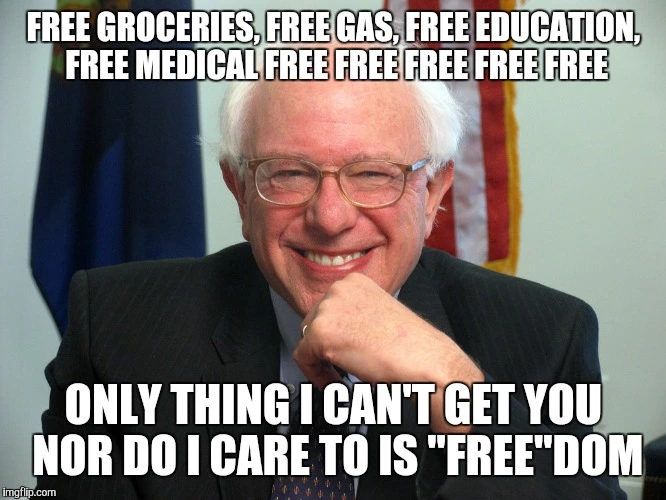 FREE GROCERIES, FREE GAS, FREE EDUCATION,
FREE MEDICAL FREE FREE FREE FREE FREE
ONLY THING I CAN'T GET YOU
NOR DO I CARE TO IS "FREE"DOM
imgflip.com